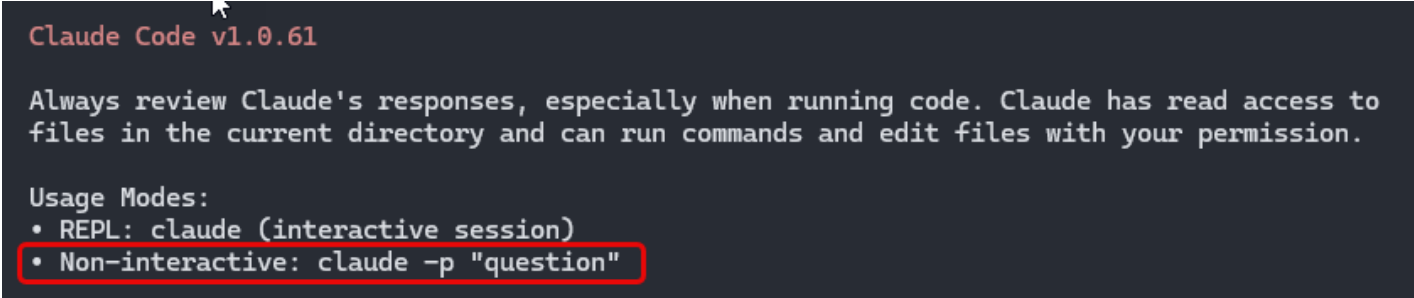 Claude Code v1.0.61
Always review Claude's responses, especially when running code. Claude has read access to
files in the current directory and can run commands and edit files with your permission.
Usage Modes:
• REPL: claude (interactive session)
• Non-interactive: claude -p "question"